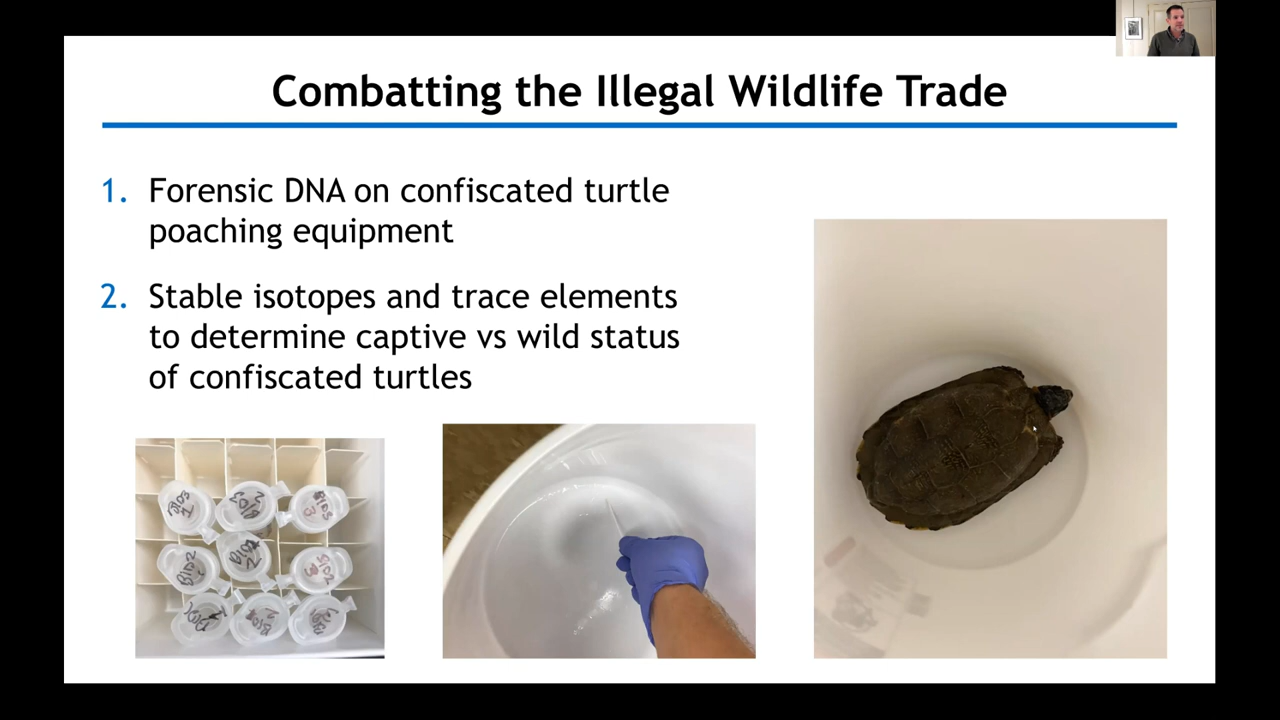 Combatting the Illegal Wildlife Trade
1. Forensic DNA on confiscated turtle
poaching equipment
2. Stable isotopes and trace elements
to determine captive vs wild status
of confiscated turtles